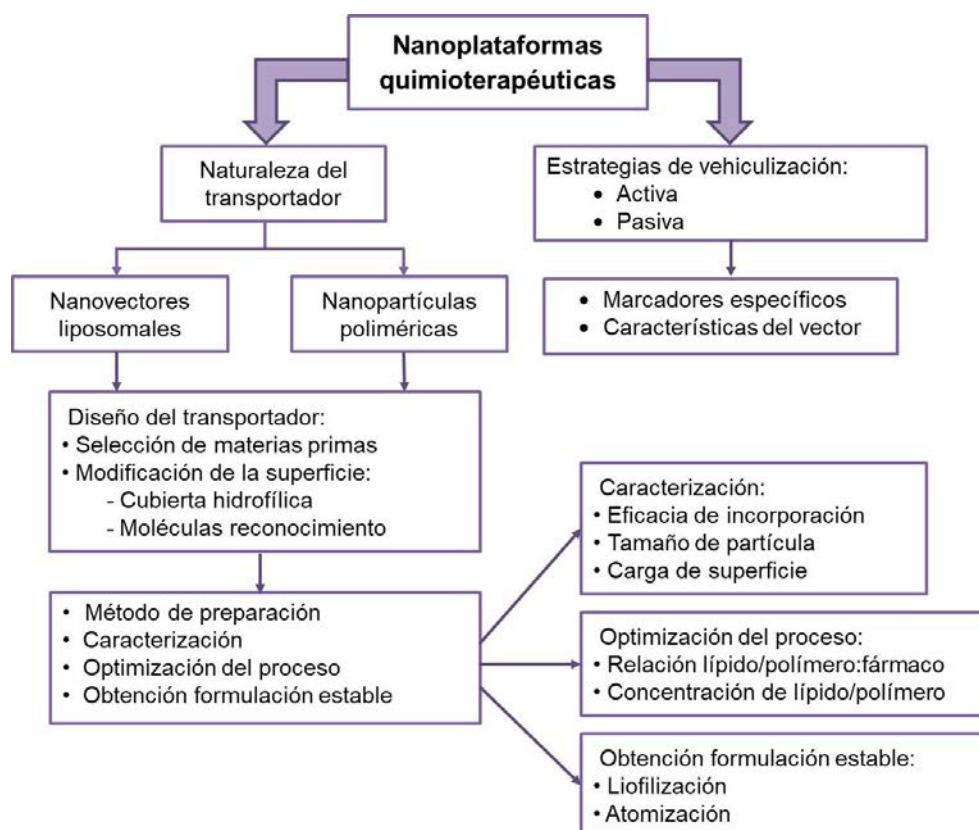 Nanoplataformas
quimioterapéuticas
Naturaleza del
transportador
Estrategias de vehiculización:
• Activa
• Pasiva
Nanovectores
liposomales
Nanopartículas
poliméricas
• Marcadores específicos
• Características del vector
Diseño del transportador:
• Selección de materias primas
• Modificación de la superficie:
- Cubierta hidrofílica
- Moléculas reconocimiento
• Método de preparación
• Caracterización
• Optimización del proceso
• Obtención formulación estable
Caracterización:
• Eficacia de incorporación
• Tamaño de partícula
• Carga de superficie
Optimización del proceso:
• Relación lípido/polímero:fármaco
• Concentración de lípido/polímero
Obtención formulación estable:
• Liofilización
• Atomización